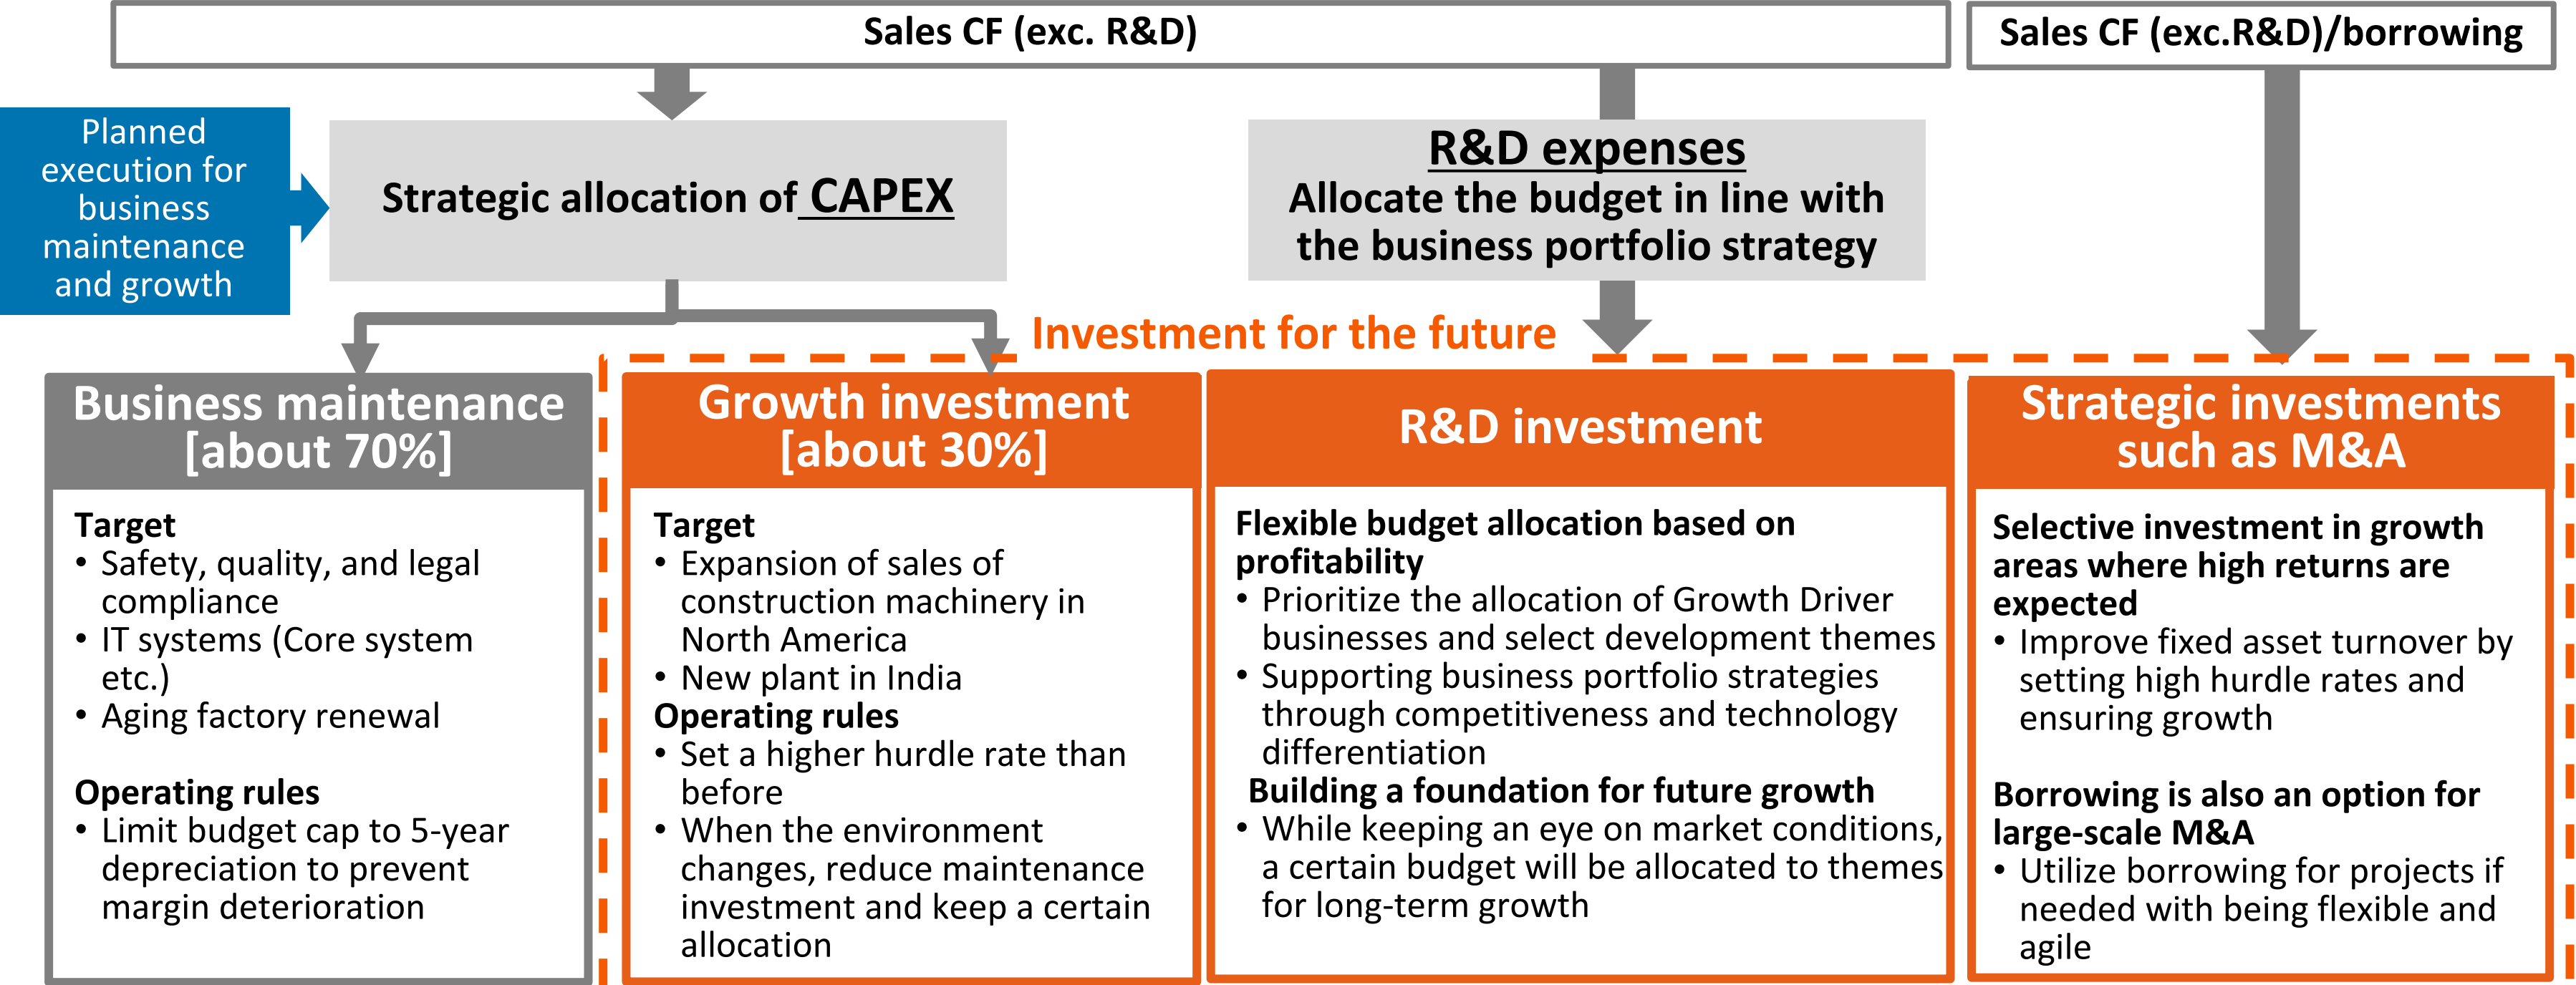 Sales CF (exc. R&D)
Sales CF (exc.R&D)/borrowing
Planned
execution for
business
maintenance
and growth
Strategic allocation of CAPEX
R&D expenses
Allocate the budget in line with
the business portfolio strategy
Investment for the future
Business maintenance
[about 70%]
Target
• Safety, quality, and legal
compliance
• IT systems (Core system
etc.)
• Aging factory renewal
Operating rules
• Limit budget cap to 5-year
depreciation to prevent
margin deterioration
Growth investment
[about 30%]
Target
• Expansion of sales of
construction machinery in
North America
• New plant in India
Operating rules
• Set a higher hurdle rate than
before
• When the environment
changes, reduce maintenance
investment and keep a certain
allocation
R&D investment
Flexible budget allocation based on
profitability
• Prioritize the allocation of Growth Driver
businesses and select development themes
• Supporting business portfolio strategies
through competitiveness and technology
differentiation
Building a foundation for future growth
• While keeping an eye on market conditions,
a certain budget will be allocated to themes
for long-term growth
Strategic investments
such as M&A
Selective investment in growth
areas where high returns are
expected
• Improve fixed asset turnover by
setting high hurdle rates and
ensuring growth
Borrowing is also an option for
large-scale M&A
• Utilize borrowing for projects if
needed with being flexible and
agile